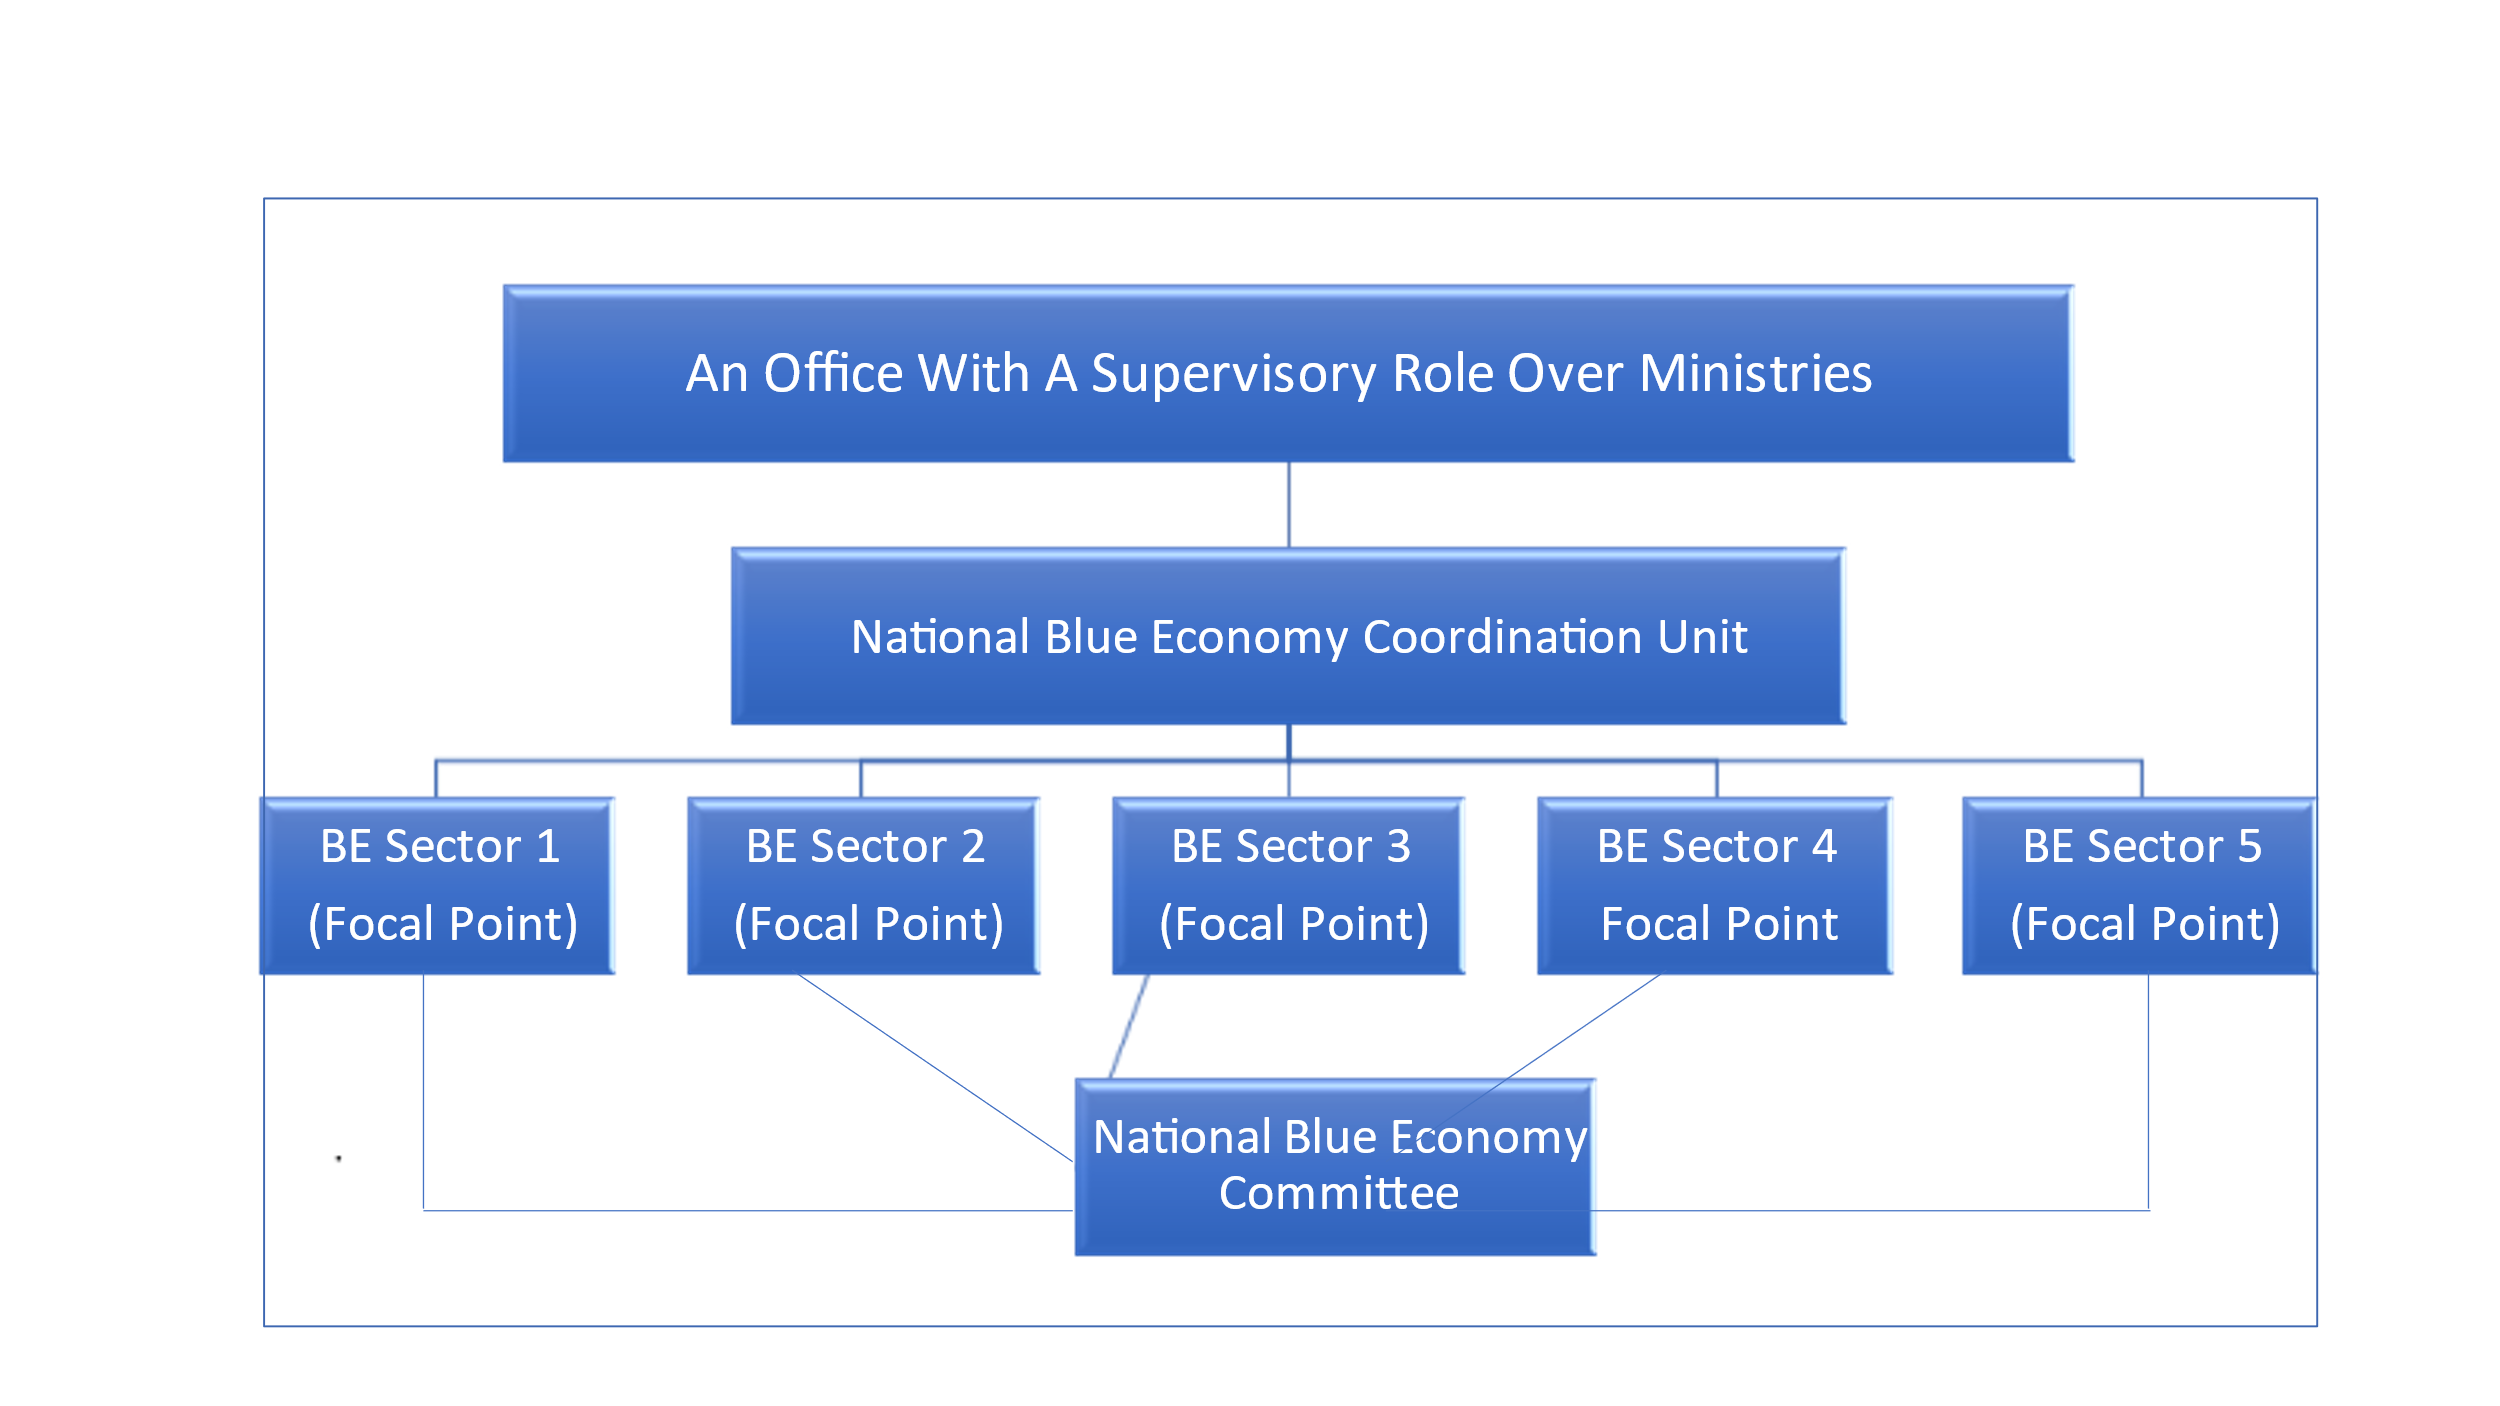 An Office With A Supervisory Role Over Ministries
National Blue Economy Coordination Unit
BE Sector 1
(Focal Point)
BE Sector 2
(Focal Point)
BE Sector 3
(Focal Point)
BE Sector 4
Focal Point
BE Sector 5
(Focal Point)
National Blue Economy
Committee